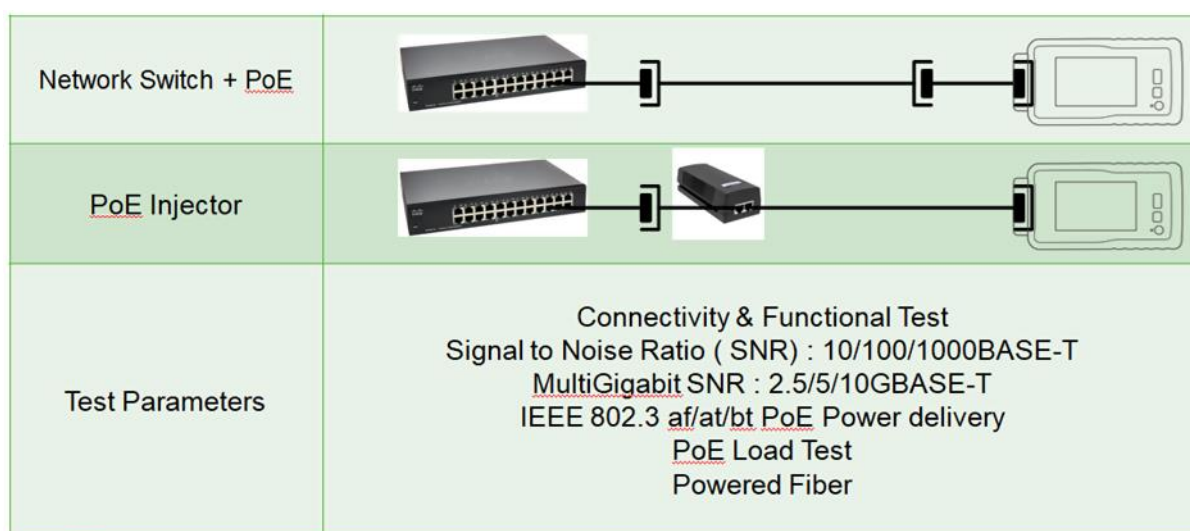 Network Switch + PoE
PoE Injector
Test Parameters
Connectivity & Functional Test
Signal to Noise Ratio ( SNR) : 10/100/1000BASE-T
MultiGigabit SNR : 2.5/5/10GBASE-T
IEEE 802.3 af/at/bt PoE Power delivery
PoE Load Test
Powered Fiber